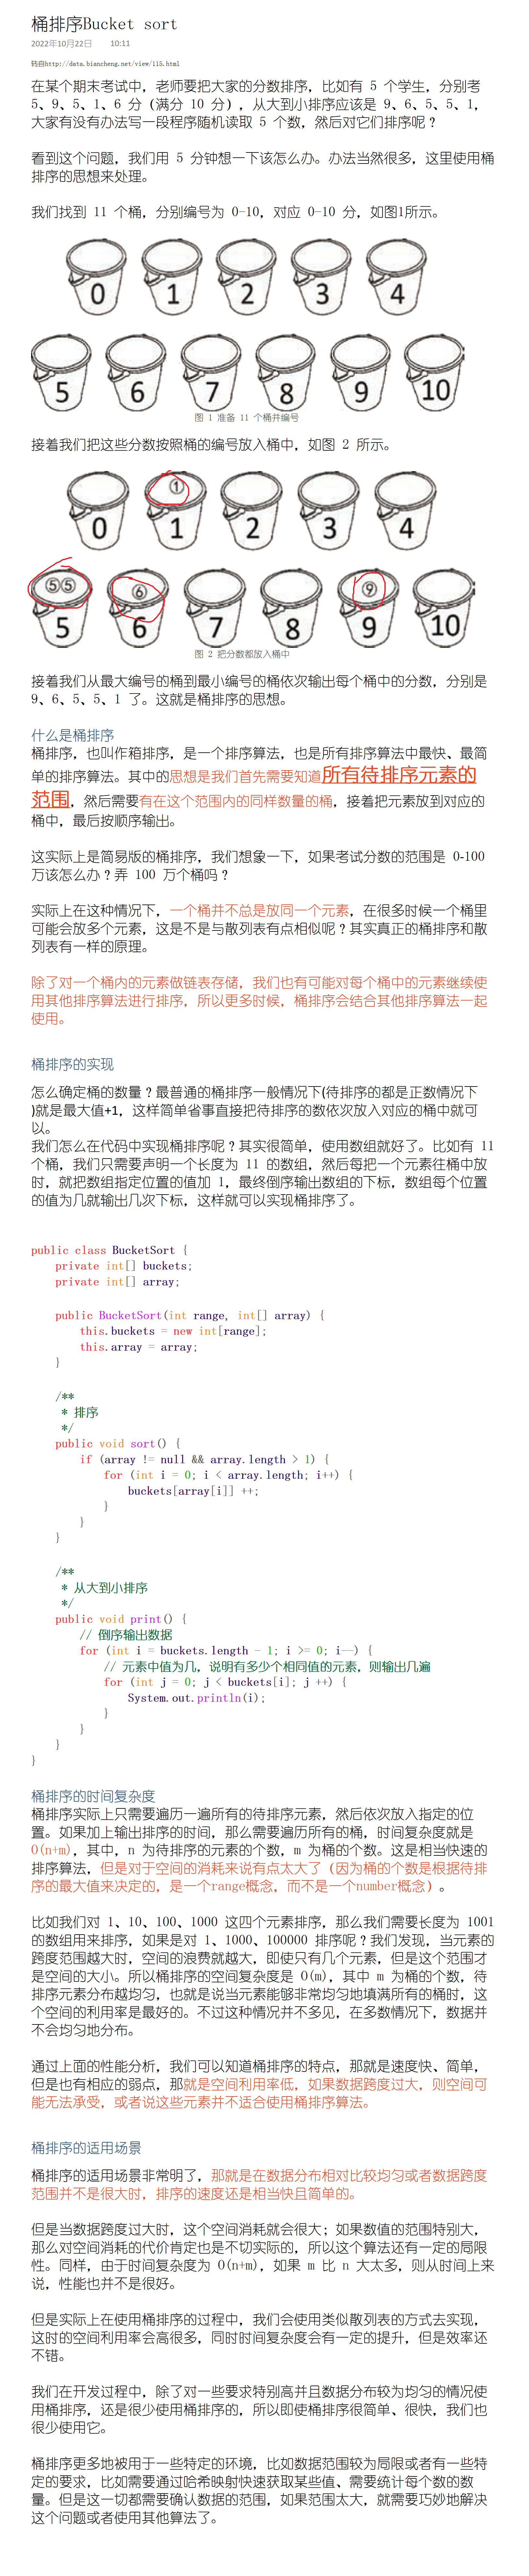 桶排序Bucket sort
2022年10月22日 10:11
转自http://data.biancheng.net/view/115.html
在某个期末考试中，老师要把大家的分数排序，比如有 5 个学生，分别考
5、9、5、1、6 分（满分 10 分），从大到小排序应该是 9、6、5、5、1，
大家有没有办法写一段程序随机读取 5 个数，然后对它们排序呢？
看到这个问题，我们用 5 分钟想一下该怎么办。办法当然很多，这里使用桶
排序的思想来处理。
我们找到 11 个桶，分别编号为 0-10，对应 0-10 分，如图1所示。
0 1 2 3 4
5 6 7 8 9 10
图 1 准备 11 个桶并编号
接着我们把这些分数按照桶的编号放入桶中，如图 2 所示。
①
0 1 2 3 4
⑤⑤ ⑥ ⑨
5 6 7 8 9 10
图 2 把分数都放入桶中
接着我们从最大编号的桶到最小编号的桶依次输出每个桶中的分数，分别是
9、6、5、5、1 了。这就是桶排序的思想。
什么是桶排序
桶排序，也叫作箱排序，是一个排序算法，也是所有排序算法中最快、最简
单的排序算法。其中的思想是我们首先需要知道所有待排序元素的
范围，然后需要有在这个范围内的同样数量的桶，接着把元素放到对应的
桶中，最后按顺序输出。
这实际上是简易版的桶排序，我们想象一下，如果考试分数的范围是 0-100
万该怎么办？弄 100 万个桶吗？
实际上在这种情况下，一个桶并不总是放同一个元素，在很多时候一个桶里
可能会放多个元素，这是不是与散列表有点相似呢？其实真正的桶排序和散
列表有一样的原理。
除了对一个桶内的元素做链表存储，我们也有可能对每个桶中的元素继续使
用其他排序算法进行排序，所以更多时候，桶排序会结合其他排序算法一起
使用。
桶排序的实现
怎么确定桶的数量？最普通的桶排序一般情况下(待排序的都是正数情况下
)就是最大值+1，这样简单省事直接把待排序的数依次放入对应的桶中就可
以。
我们怎么在代码中实现桶排序呢？其实很简单，使用数组就好了。比如有 11
个桶，我们只需要声明一个长度为 11 的数组，然后每把一个元素往桶中放
时，就把数组指定位置的值加 1，最终倒序输出数组的下标，数组每个位置
的值为几就输出几次下标，这样就可以实现桶排序了。
public class BucketSort {
private int[] buckets;
private int[] array;
public BucketSort(int range, int[] array) {
this.buckets = new int[range];
this.array = array;
}
/**
* 排序
*/
public void sort() {
if (array != null && array.length > 1) {
for (int i = 0; i < array.length; i++) {
buckets[array[i]] ++;
}
}
}
/**
* 从大到小排序
*/
public void print() {
// 倒序输出数据
for (int i = buckets.length - 1; i >= 0; i--) {
// 元素中值为几，说明有多少个相同值的元素，则输出几遍
for (int j = 0; j < buckets[i]; j ++) {
System.out.println(i);
}
}
}
}
桶排序的时间复杂度
桶排序实际上只需要遍历一遍所有的待排序元素，然后依次放入指定的位
置。如果加上输出排序的时间，那么需要遍历所有的桶，时间复杂度就是
O(n+m)，其中，n 为待排序的元素的个数，m 为桶的个数。这是相当快速的
排序算法，但是对于空间的消耗来说有点太大了（因为桶的个数是根据待排
序的最大值来决定的，是一个range概念，而不是一个number概念）。
比如我们对 1、10、100、1000 这四个元素排序，那么我们需要长度为 1001
的数组用来排序，如果是对 1、1000、100000 排序呢？我们发现，当元素的
跨度范围越大时，空间的浪费就越大，即使只有几个元素，但是这个范围才
是空间的大小。所以桶排序的空间复杂度是 O(m)，其中 m 为桶的个数，待
排序元素分布越均匀，也就是说当元素能够非常均匀地填满所有的桶时，这
个空间的利用率是最好的。不过这种情况并不多见，在多数情况下，数据并
不会均匀地分布。
通过上面的性能分析，我们可以知道桶排序的特点，那就是速度快、简单，
但是也有相应的弱点，那就是空间利用率低，如果数据跨度过大，则空间可
能无法承受，或者说这些元素并不适合使用桶排序算法。
桶排序的适用场景
桶排序的适用场景非常明了，那就是在数据分布相对比较均匀或者数据跨度
范围并不是很大时，排序的速度还是相当快且简单的。
但是当数据跨度过大时，这个空间消耗就会很大；如果数值的范围特别大，
那么对空间消耗的代价肯定也是不切实际的，所以这个算法还有一定的局限
性。同样，由于时间复杂度为 O(n+m)，如果 m 比 n 大太多，则从时间上来
说，性能也并不是很好。
但是实际上在使用桶排序的过程中，我们会使用类似散列表的方式去实现，
这时的空间利用率会高很多，同时时间复杂度会有一定的提升，但是效率还
不错。
我们在开发过程中，除了对一些要求特别高并且数据分布较为均匀的情况使
用桶排序，还是很少使用桶排序的，所以即使桶排序很简单、很快，我们也
很少使用它。
桶排序更多地被用于一些特定的环境，比如数据范围较为局限或者有一些特
定的要求，比如需要通过哈希映射快速获取某些值、需要统计每个数的数
量。但是这一切都需要确认数据的范围，如果范围太大，就需要巧妙地解决
这个问题或者使用其他算法了。